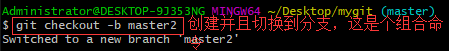 Administrator@DESKTOP-9J353NG MINGW64 ~/Desktop/mygit (master)
$ git checkout -b master2 创建并且切换到分支，这是个组合命
Switched to a new branch 'master2'